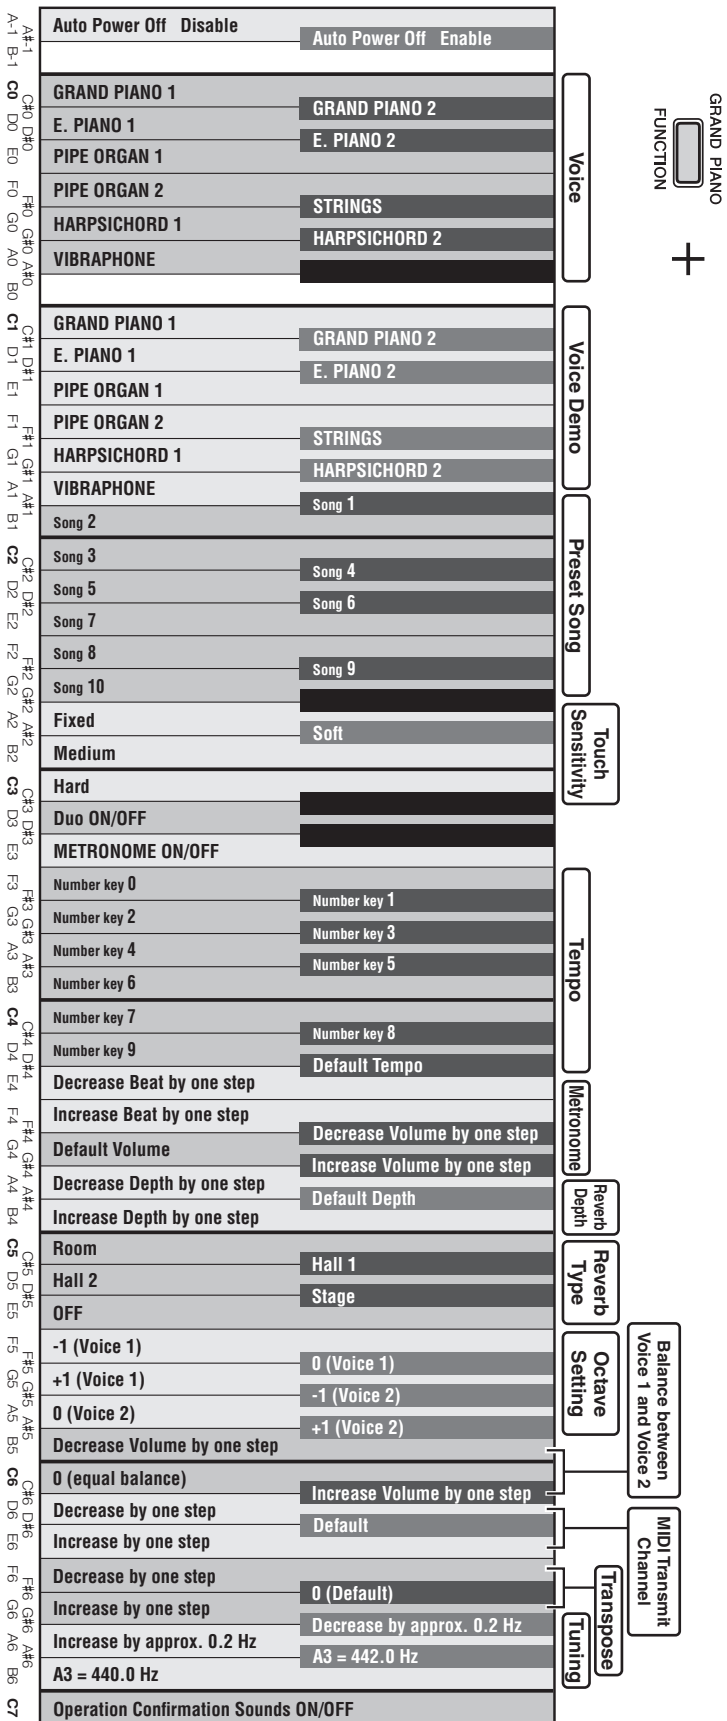 GRAND PIANO
FUNCTION
+
Auto Power Off Disable
Auto Power Off Enable
A#-1
A-1 B-1
Voice
GRAND PIANO 1
GRAND PIANO 2
E. PIANO 1
E. PIANO 2
PIPE ORGAN 1
PIPE ORGAN 2
STRINGS
HARPSICHORD 1
HARPSICHORD 2
VIBRAPHONE
C#0 D#0 F#0 G#0 A#0
C0 D0 E0 F0 G0 A0 B0
Voice Demo
GRAND PIANO 1
GRAND PIANO 2
E. PIANO 1
E. PIANO 2
PIPE ORGAN 1
PIPE ORGAN 2
STRINGS
HARPSICHORD 1
HARPSICHORD 2
VIBRAPHONE
Preset Song
Song 1
Song 2
C#1 D#1 F#1 G#1 A#1
C1 D1 E1 F1 G1 A1 B1
Song 3
Song 4
Song 5
Song 6
Song 7
Song 8
Song 9
Song 10
Touch
Sensitivity
Fixed
Soft
Medium
C#2 D#2 F#2 G#2 A#2
C2 D2 E2 F2 G2 A2 B2
Hard
Duo ON/OFF
METRONOME ON/OFF
Tempo
Number key 0
Number key 1
Number key 2
Number key 3
Number key 4
Number key 5
Number key 6
C#3 D#3 F#3 G#3 A#3
C3 D3 E3 F3 G3 A3 B3
Number key 7
Number key 8
Number key 9
Default Tempo
Metronome
Decrease Beat by one step
Increase Beat by one step
Decrease Volume by one step
Default Volume
Increase Volume by one step
Reverb
Depth
Decrease Depth by one step
Default Depth
Increase Depth by one step
C#4 D#4 F#4 G#4 A#4
C4 D4 E4 F4 G4 A4 B4
Reverb
Type
Room
Hall 1
Hall 2
Stage
OFF
Octave
Setting
-1 (Voice 1)
0 (Voice 1)
+1 (Voice 1)
-1 (Voice 2)
0 (Voice 2)
+1 (Voice 2)
Balance between
Voice 1 and Voice 2
Decrease Volume by one step
C#5 D#5 F#5 G#5 A#5
C5 D5 E5 F5 G5 A5 B5
0 (equal balance)
Increase Volume by one step
MIDI Transmit
Channel
Decrease by one step
Default
Increase by one step
Transpose
Decrease by one step
0 (Default)
Increase by one step
Tuning
Decrease by approx. 0.2 Hz
Increase by approx. 0.2 Hz
A3 = 442.0 Hz
A3 = 440.0 Hz
C#6 D#6 F#6 G#6 A#6
C6 D6 E6 F6 G6 A6 B6
Operation Confirmation Sounds ON/OFF
C7